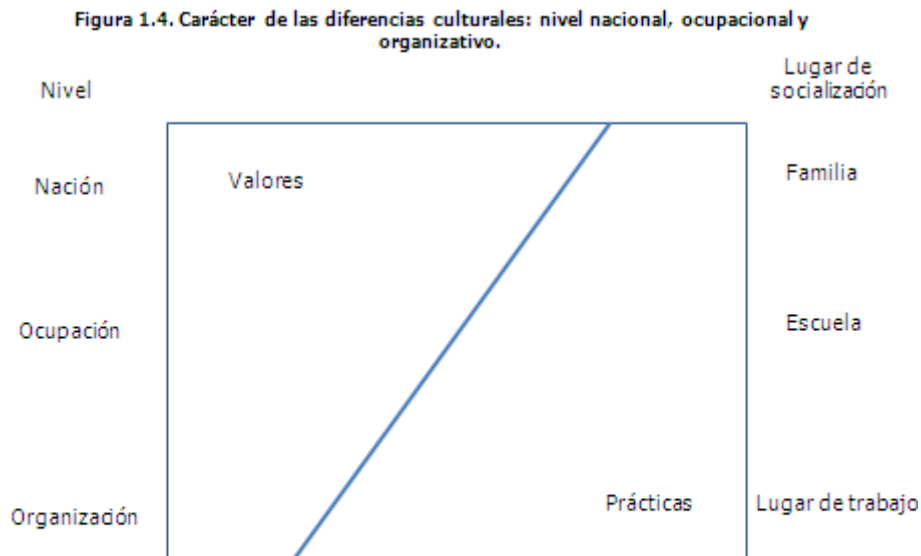 Figura 1.4. Carácter de las diferencias culturales: nivel nacional, ocupacional y
organizativo.
Nivel
Lugar de
socialización
Nación
Valores
Familia
Ocupación
Escuela
Organización
Prácticas
Lugar de trabajo